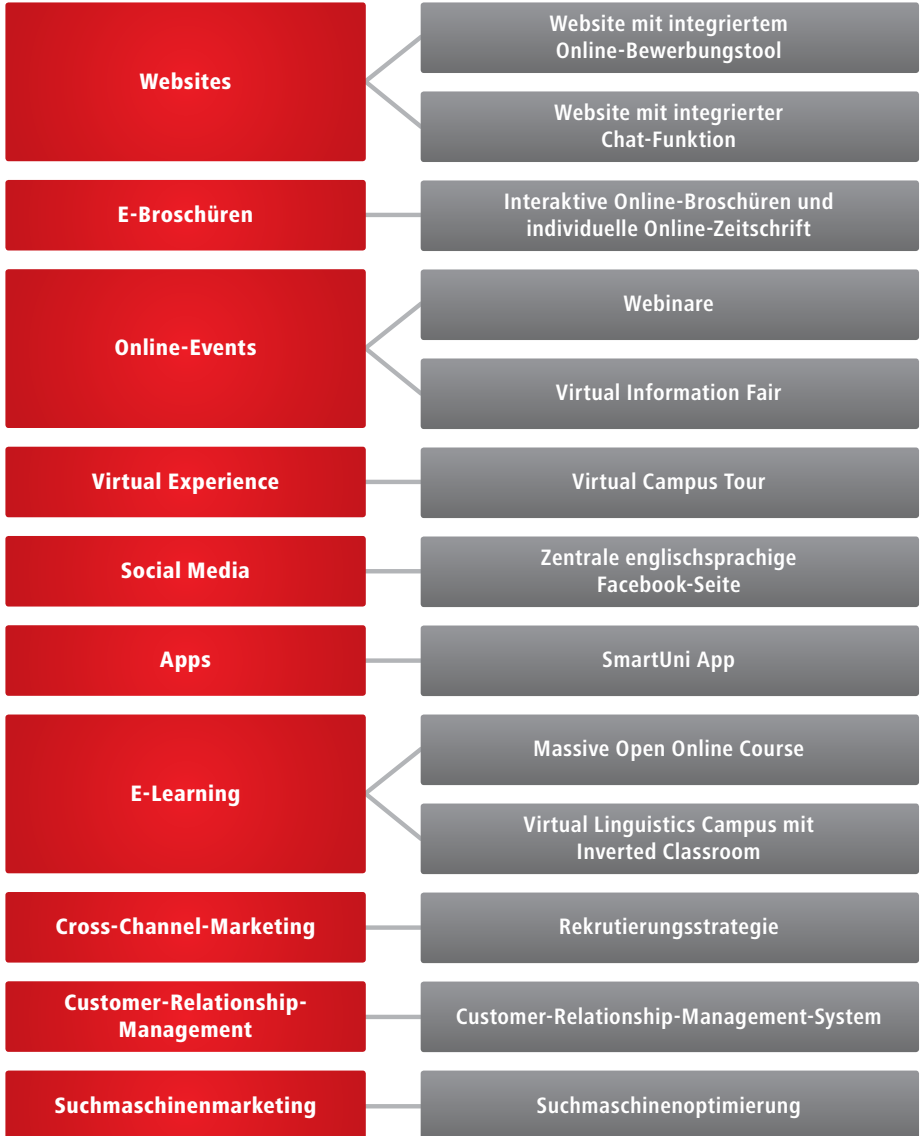 Websites
Website mit integriertem
Online-Bewerbungstool
Website mit integrierter
Chat-Funktion
E-Broschüren
Interaktive Online-Broschüren und
individuelle Online-Zeitschrift
Online-Events
Webinare
Virtual Information Fair
Virtual Experience
Virtual Campus Tour
Social Media
Zentrale englischsprachige
Facebook-Seite
Apps
SmartUni App
E-Learning
Massive Open Online Course
Virtual Linguistics Campus mit
Inverted Classroom
Cross-Channel-Marketing
Rekrutierungsstrategie
Customer-Relationship-
Management
Customer-Relationship-Management-System
Suchmaschinenmarketing
Suchmaschinenoptimierung